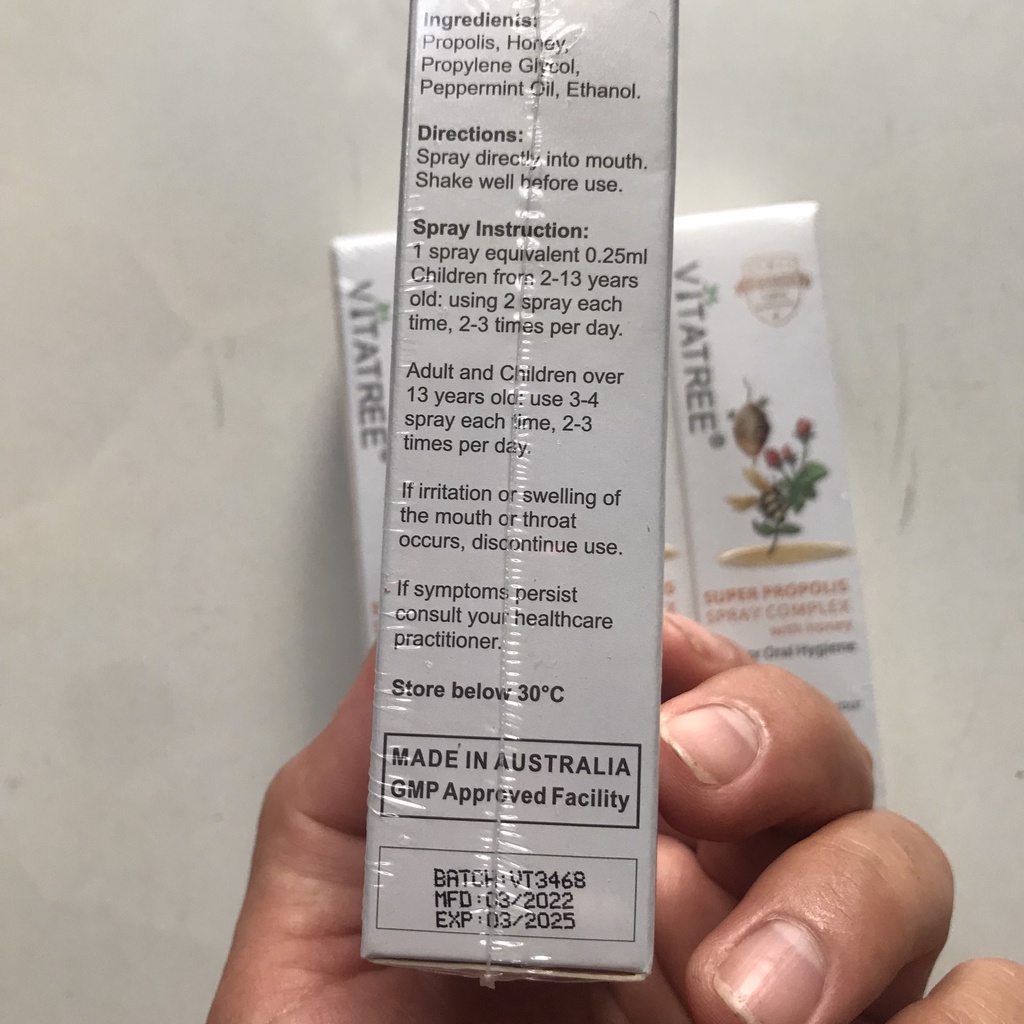 Ingredients:
Propolis, Honey,
Propylene Glycol,
Peppermint Oil, Ethanol.
Directions:
Spray directly into mouth.
Shake well before use.
Spray Instruction:
1 spray equivalent 0.25ml
Children from 2-13 years
old: using 2 spray each
time, 2-3 times per day.
Adult and Children over
13 years old: use 3-4
spray each time, 2-3
times per day.
If irritation or swelling of
the mouth or throat
occurs, discontinue use.
If symptoms persist
consult your healthcare
practitioner.
Store below 30°C
MADE IN AUSTRALIA
GMP Approved Facility
BATCH:VT3468
MFD:03/2022
EXP:03/2025
VITATREE
VITATREE®
SUPER PROPOLIS
SPRAY COMPLEX
with honey
Oral Hygiene